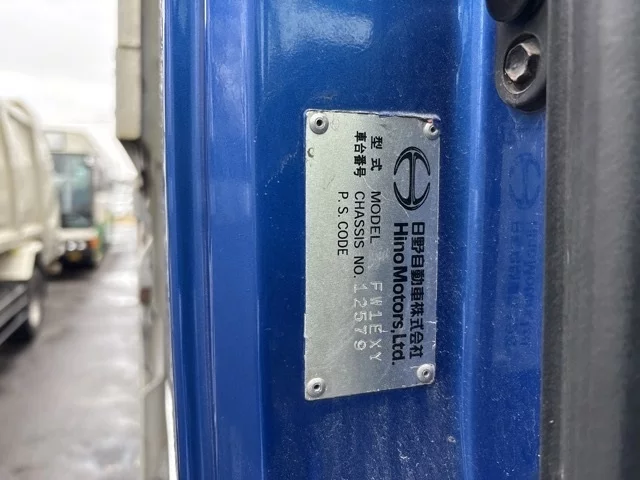 日野自動車株式会社
Hino Motors, Ltd.
型式 MODEL FW1EXY
車台番号 CHASSIS NO. 12579
P.S.CODE